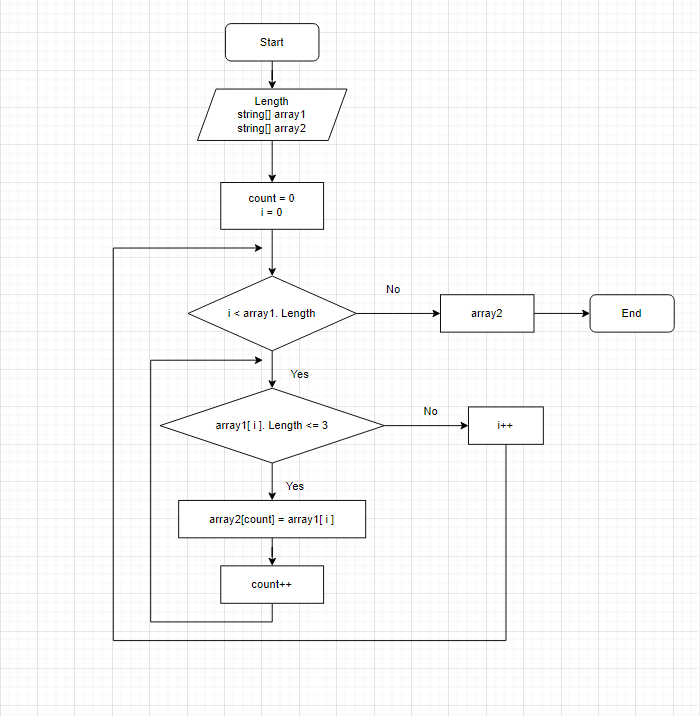 Start
Length
string[] array1
string[] array2
count = 0
i = 0
i < array1. Length
No
array2
End
Yes
array1[ i ]. Length <= 3
No
i++
Yes
array2[count] = array1[ i ]
count++